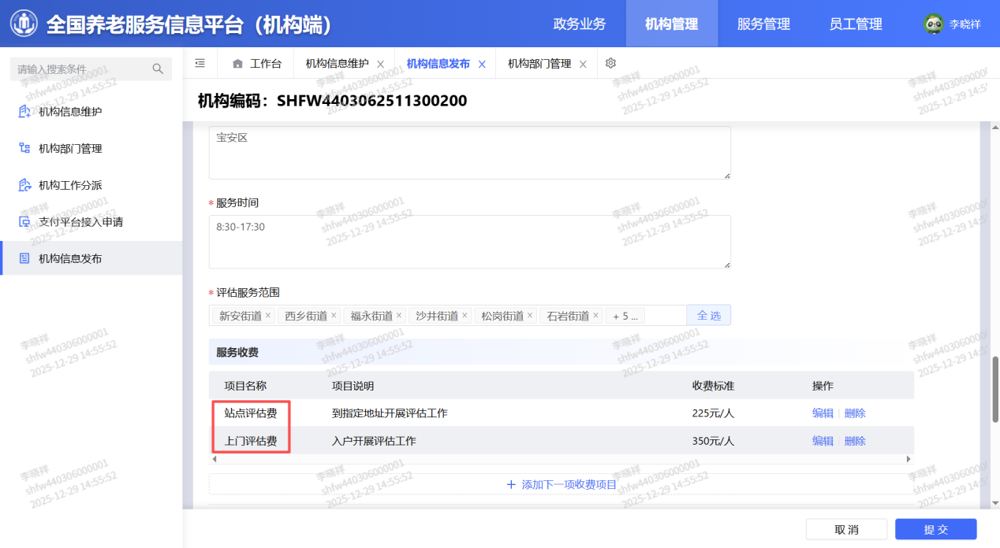 全国养老服务信息平台（机构端）
政务业务
机构管理
服务管理
员工管理
李晓祥
请输入搜索条件
工作台
机构信息维护
机构信息发布
机构部门管理
机构信息维护
机构部门管理
机构工作分派
支付平台接入申请
机构信息发布
机构编码：SHFW4403062511300200
宝安区
*服务时间
8:30-17:30
*评估服务范围
新安街道 × 西乡街道 × 福永街道 × 沙井街道 × 松岗街道 × 石岩街道 × + 5 ...
全选
服务收费
项目名称 项目说明 收费标准 操作
站点评估费 到指定地址开展评估工作 225元/人 编辑 删除
上门评估费 入户开展评估工作 350元/人 编辑 删除
+ 添加下一项收费项目
取消
提交
李晓祥
shfw440306000001
2025-12-29 14:55:52